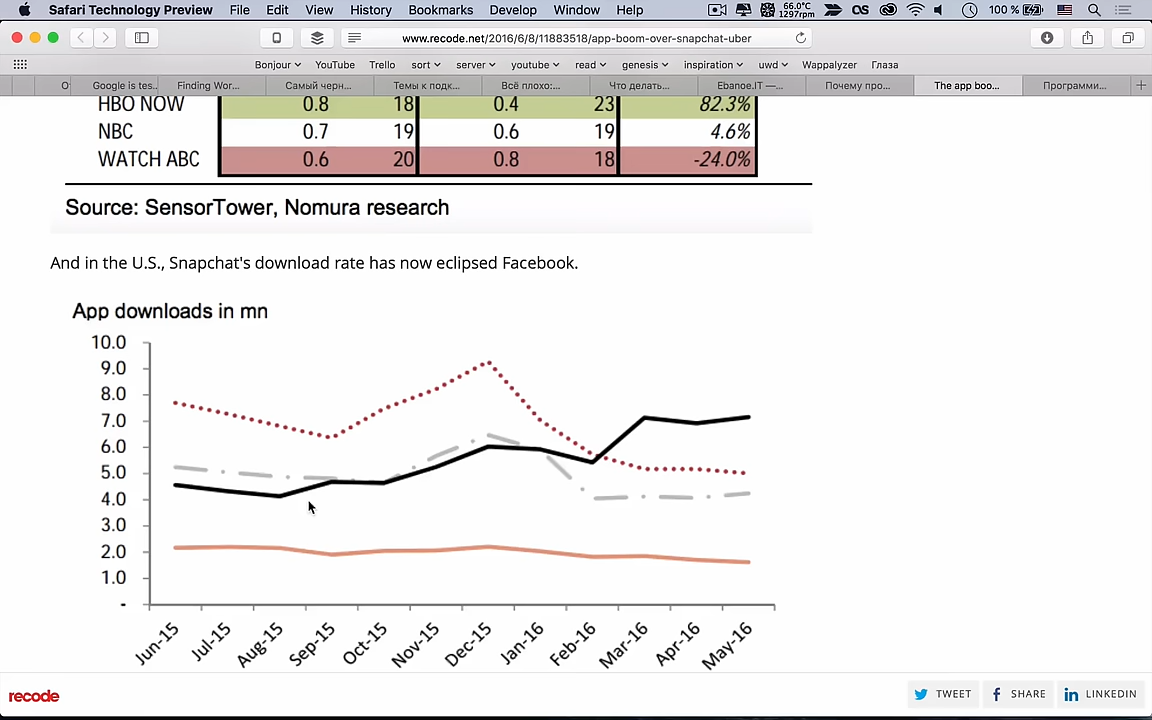 Safari Technology Preview File Edit View History Bookmarks Develop Window Help 66.0°C 1297rpm 100 %
www.recode.net/2016/6/8/11883518/app-boom-over-snapchat-uber
Bonjour YouTube Trello sort server youtube read genesis inspiration uwd Wappalyzer Глаза
Google is tes.. Finding Wor... Самый черн... Темы к подк... Всё плохо:... Что делать... Ebanoe.IT —... Почему про... The app boo... Программи...
HBO NOW 0.8 18 0.4 23 82.3%
NBC 0.7 19 0.6 19 4.6%
WATCH ABC 0.6 20 0.8 18 -24.0%
Source: SensorTower, Nomura research
And in the U.S., Snapchat's download rate has now eclipsed Facebook.
App downloads in mn
10.0
9.0
8.0
7.0
6.0
5.0
4.0
3.0
2.0
1.0
-
Jun-15 Jul-15 Aug-15 Sep-15 Oct-15 Nov-15 Dec-15 Jan-16 Feb-16 Mar-16 Apr-16 May-16
recode TWEET SHARE LINKEDIN